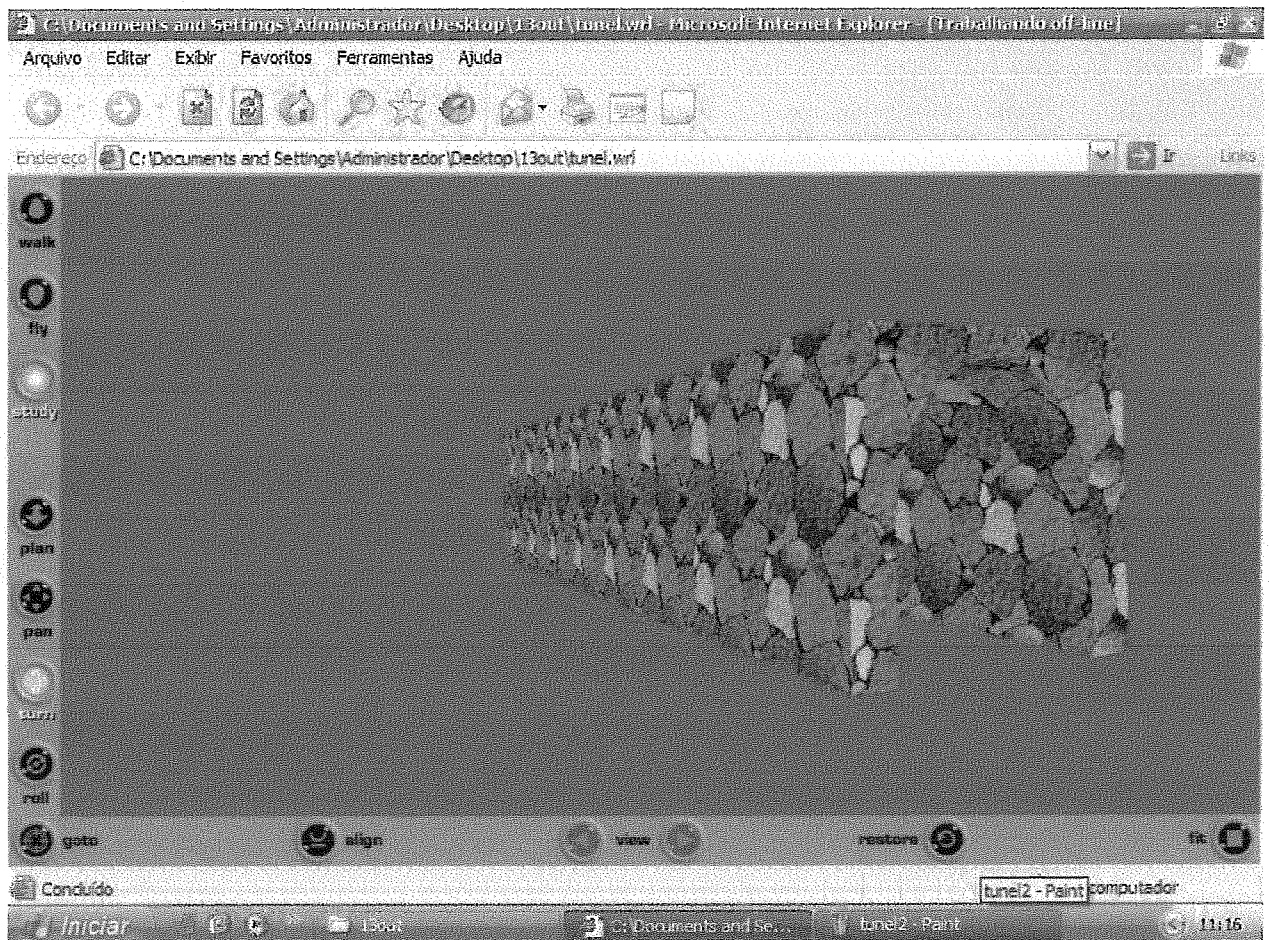 C:\Documents and Settings\Administrador\Desktop\13out\tunel.wrl - Microsoft Internet Explorer - [Trabalhando off-line]
Arquivo Editar Exibir Favoritos Ferramentas Ajuda
Endereço C:\Documents and Settings\Administrador\Desktop\13out\tunel.wrl Ir Links
walk
fly
study
plan
pan
turn
roll
goto align view restore fit
Concluído tunel2 - Paint computador
Iniciar 13out C:\Documents and Se... tunel2 - Paint 11:16